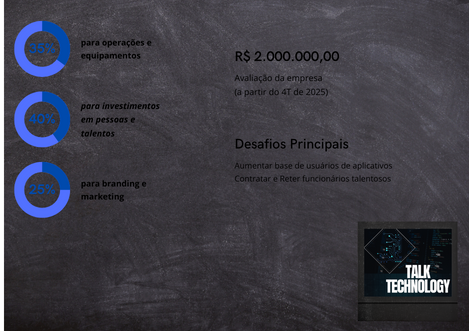 35%
para operações e
equipamentos
40%
para investimentos
em pessoas e
talentos
25%
para branding e
marketing
R$ 2.000.000,00
Avaliação da empresa
(a partir do 4T de 2025)
Desafios Principais
Aumentar base de usuários de aplicativos
Contratar e Reter funcionários talentosos
TALK
TECHNOLOGY